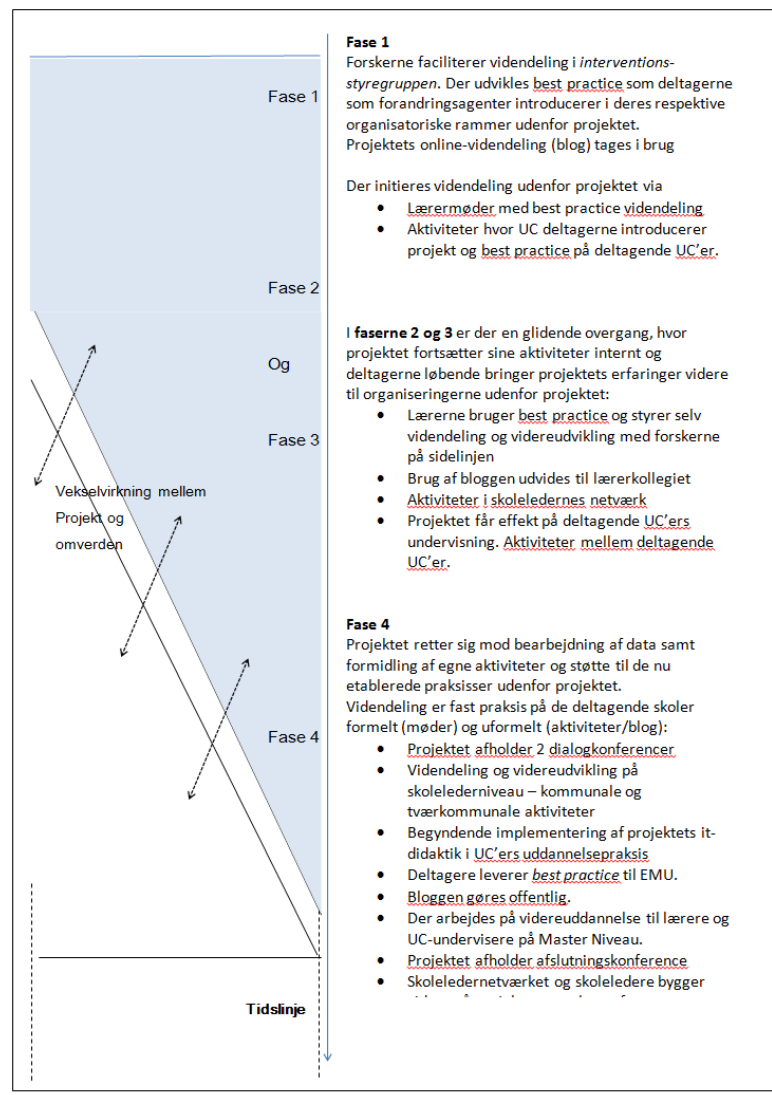 Fase 1
Fase 2
Og
Fase 3
Vekselvirkning mellem
Projekt og
omverden
Fase 4
Tidslinje
Fase 1
Forskerne faciliterer videndeling i interventions-
styregruppen. Der udvikles best practice som deltagerne
som forandringsagenter introducerer i deres respektive
organisatoriske rammer udenfor projektet.
Projektets online-videndeling (blog) tages i brug
Der initieres videndeling udenfor projektet via
• Lærermøder med best practice videndeling
• Aktiviteter hvor UC deltagerne introducerer
projekt og best practice på deltagende UC'er.
I faserne 2 og 3 er der en glidende overgang, hvor
projektet fortsætter sine aktiviteter internt og
deltagerne løbende bringer projektets erfaringer videre
til organiseringerne udenfor projektet:
• Lærerne bruger best practice og styrer selv
videndeling og videreudvikling med forskerne
på sidelinjen
• Brug af bloggen udvides til lærerkollegiet
• Aktiviteter i skoleledernes netværk
• Projektet får effekt på deltagende UC'ers
undervisning. Aktiviteter mellem deltagende
UC'er.
Fase 4
Projektet retter sig mod bearbejdning af data samt
formidling af egne aktiviteter og støtte til de nu
etablerede praksisser udenfor projektet.
Videndeling er fast praksis på de deltagende skoler
formelt (møder) og uformelt (aktiviteter/blog):
• Projektet afholder 2 dialogkonferencer
• Videndeling og videreudvikling på
skolelederniveau – kommunale og
tværkommunale aktiviteter
• Begyndende implementering af projektets it-
didaktik i UC'ers uddannelsepraksis
• Deltagere leverer best practice til EMU.
• Bloggen gøres offentlig.
• Der arbejdes på videreuddannelse til lærere og
UC-undervisere på Master Niveau.
• Projektet afholder afslutningskonference
• Skoleledernetværket og skoleledere bygger